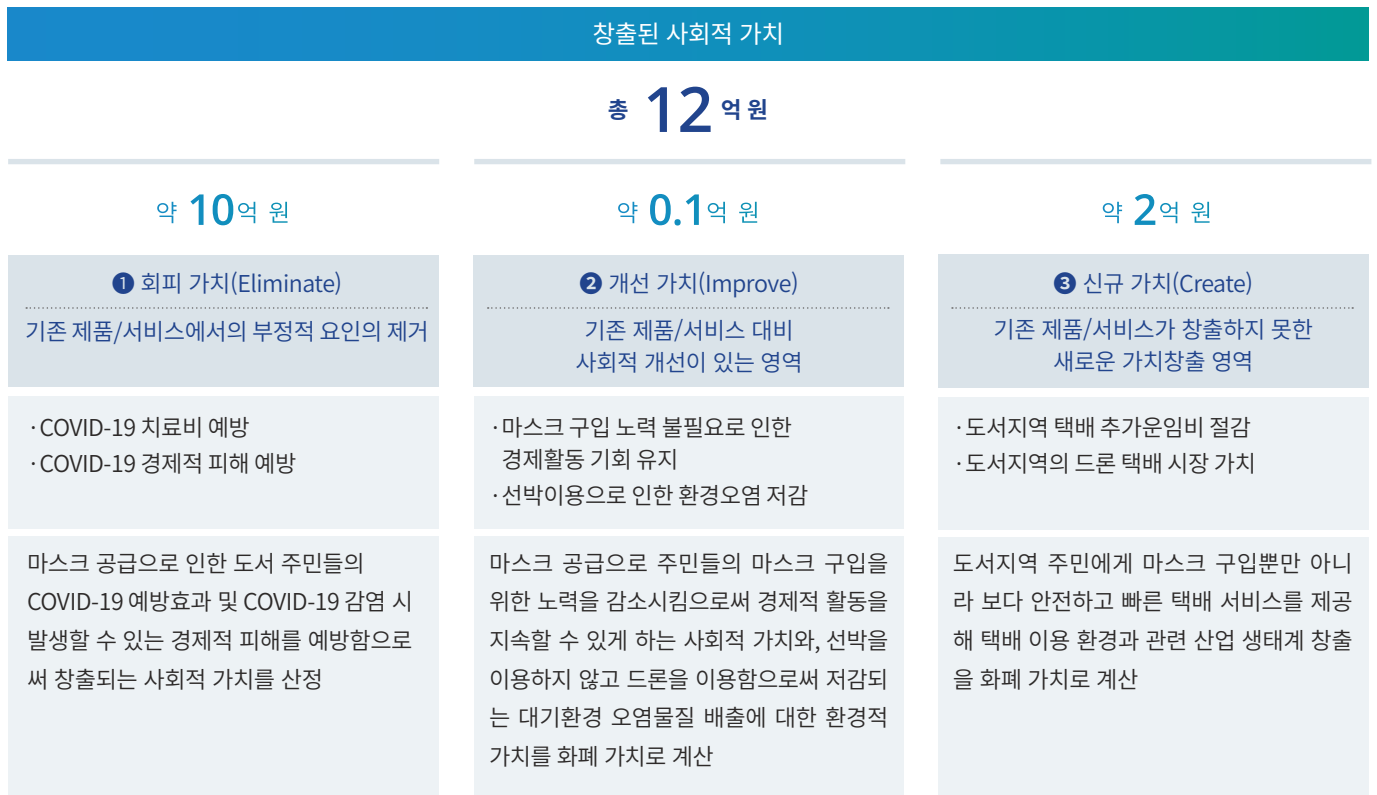 창출된 사회적 가치
총 12 억 원
약 10억 원
❶ 회피 가치(Eliminate)
기존 제품/서비스에서의 부정적 요인의 제거
·COVID-19 치료비 예방
·COVID-19 경제적 피해 예방
마스크 공급으로 인한 도서 주민들의
COVID-19 예방효과 및 COVID-19 감염 시
발생할 수 있는 경제적 피해를 예방함으로
써 창출되는 사회적 가치를 산정
약 0.1억 원
❷ 개선 가치(Improve)
기존 제품/서비스 대비
사회적 개선이 있는 영역
·마스크 구입 노력 불필요로 인한
경제활동 기회 유지
·선박이용으로 인한 환경오염 저감
마스크 공급으로 주민들의 마스크 구입을
위한 노력을 감소시킴으로써 경제적 활동을
지속할 수 있게 하는 사회적 가치와, 선박을
이용하지 않고 드론을 이용함으로써 저감되
는 대기환경 오염물질 배출에 대한 환경적
가치를 화폐 가치로 계산
약 2억 원
❸ 신규 가치(Create)
기존 제품/서비스가 창출하지 못한
새로운 가치창출 영역
·도서지역 택배 추가운임비 절감
·도서지역의 드론 택배 시장 가치
도서지역 주민에게 마스크 구입뿐만 아니
라 보다 안전하고 빠른 택배 서비스를 제공
해 택배 이용 환경과 관련 산업 생태계 창출
을 화폐 가치로 계산